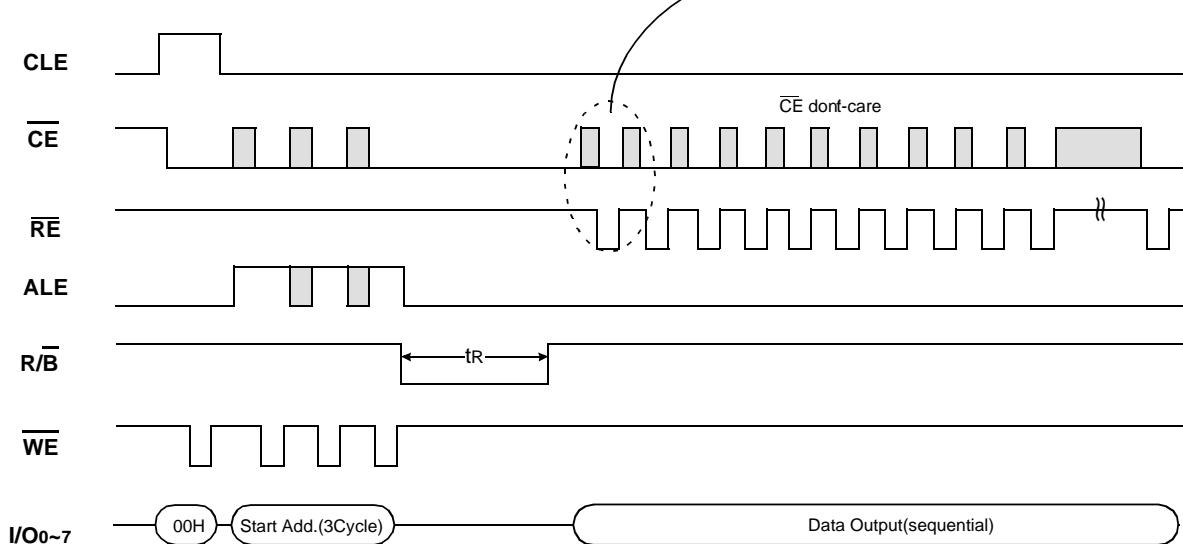 CLE
CE dont-care
CE
RE
ALE
tR
R/B
WE
00H Start Add.(3Cycle) Data Output(sequential)
I/O0~7